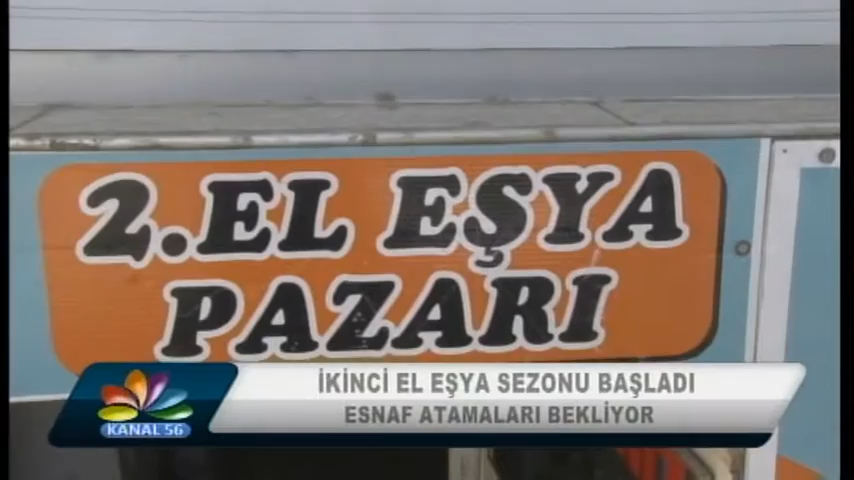 2.EL EŞYA
PAZARI
İKİNCİ EL EŞYA SEZONU BAŞLADI
ESNAF ATAMALARI BEKLİYOR
KANAL 56